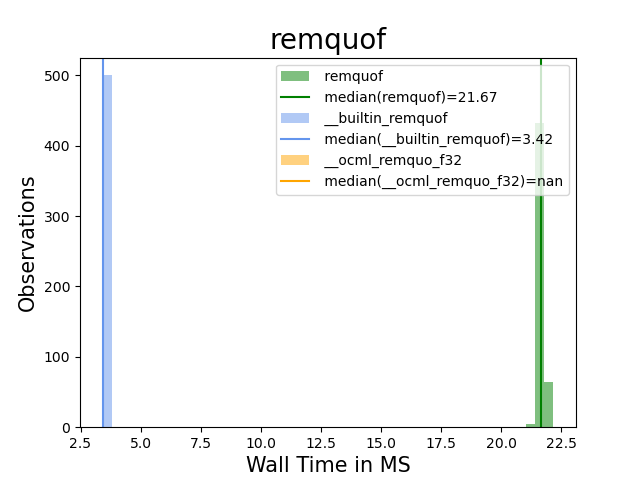 remquof
Observations
500
400
300
200
100
0
remquof
median(remquof)=21.67
__builtin_remquof
median(__builtin_remquof)=3.42
__ocml_remquo_f32
median(__ocml_remquo_f32)=nan
2.5 5.0 7.5 10.0 12.5 15.0 17.5 20.0 22.5
Wall Time in MS